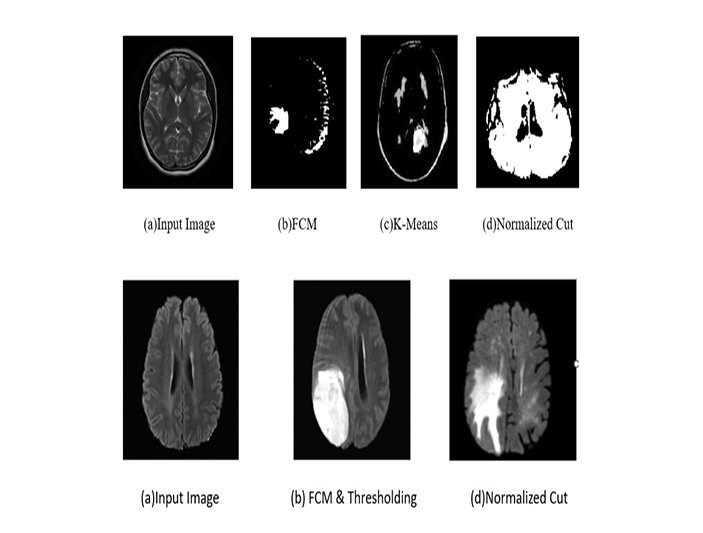 (a)Input Image
(b)FCM
(c)K-Means
(d)Normalized Cut
(a)Input Image
(b) FCM & Thresholding
(d)Normalized Cut